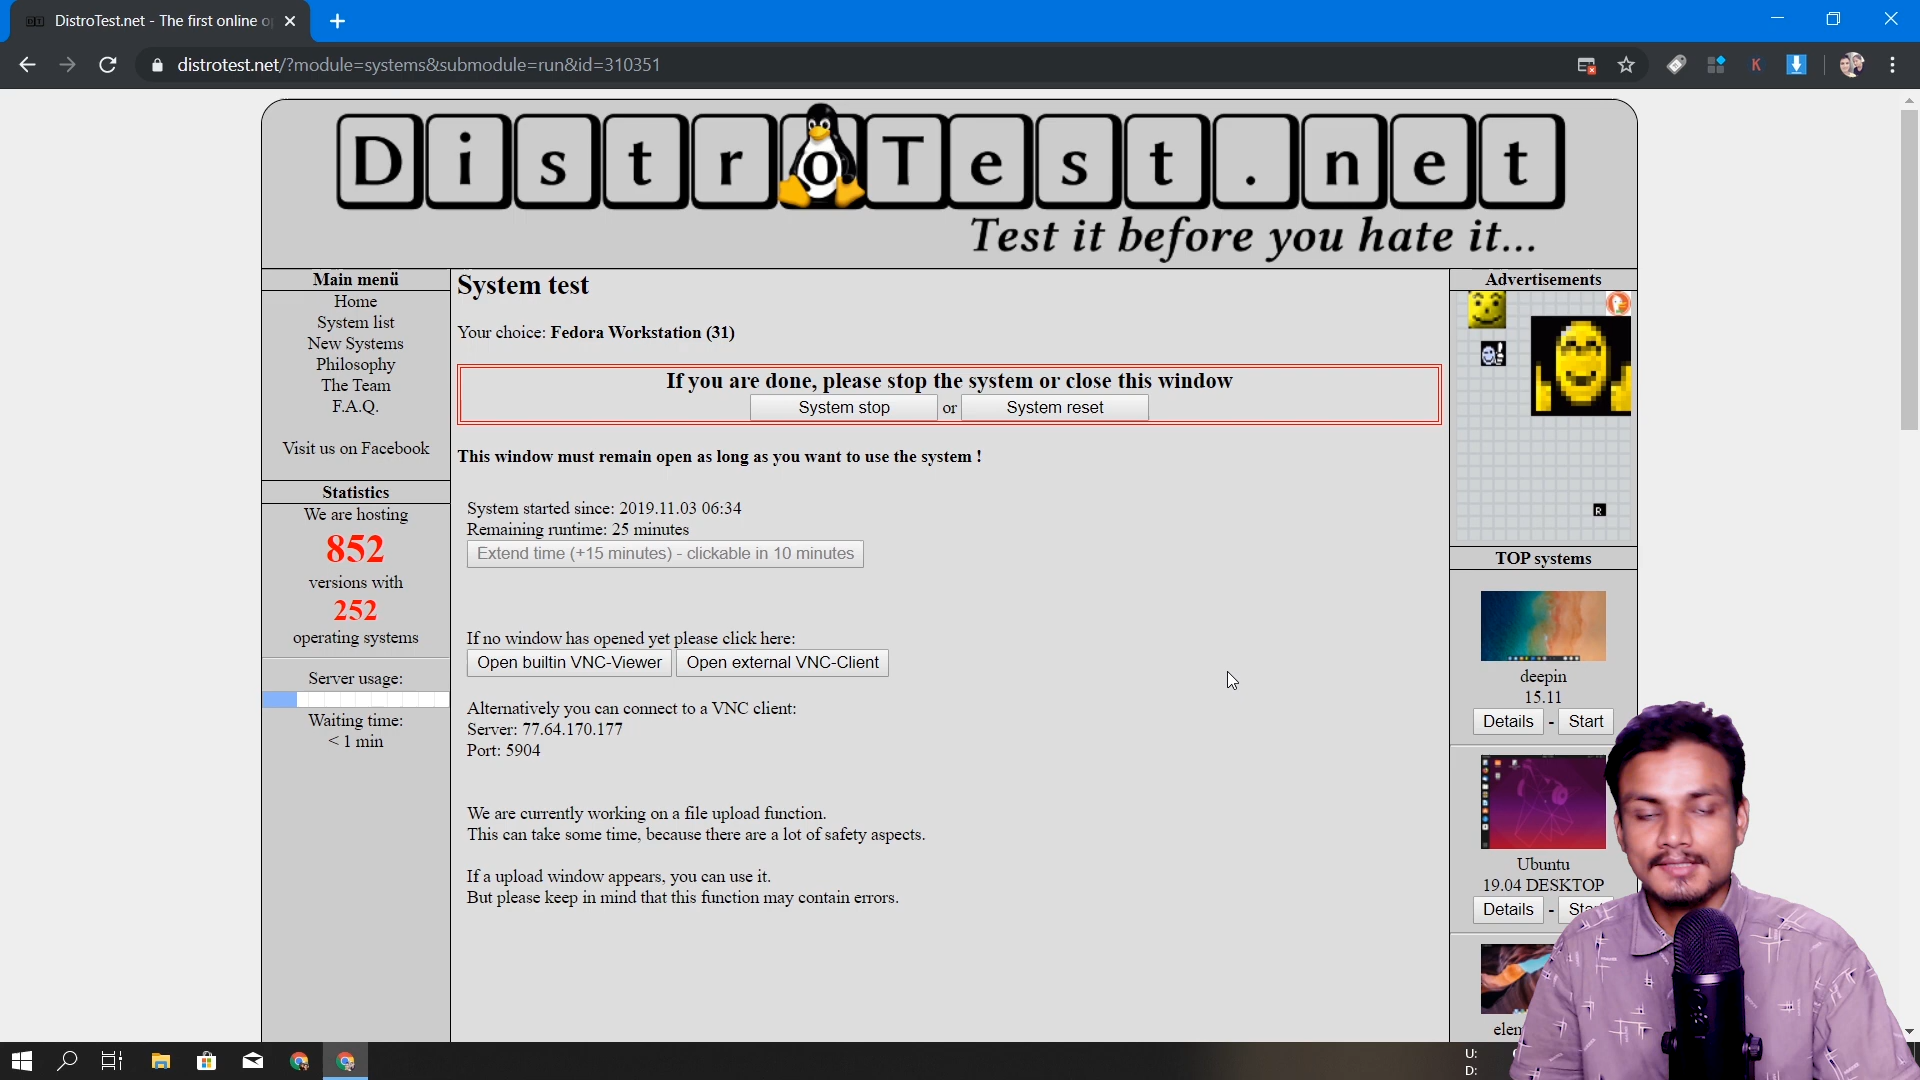 DistroTest.net - The first online o
distrotest.net/?module=systems&submodule=run&id=310351
K
DistroTest.net
Test it before you hate it...
Main menü
Home
System list
New Systems
Philosophy
The Team
F.A.Q.
Visit us on Facebook
Statistics
We are hosting
852
versions with
252
operating systems
Server usage:
Waiting time:
< 1 min
System test
Your choice: Fedora Workstation (31)
If you are done, please stop the system or close this window
System stop or System reset
This window must remain open as long as you want to use the system !
System started since: 2019.11.03 06:34
Remaining runtime: 25 minutes
Extend time (+15 minutes) - clickable in 10 minutes
If no window has opened yet please click here:
Open builtin VNC-Viewer Open external VNC-Client
Alternatively you can connect to a VNC client:
Server: 77.64.170.177
Port: 5904
We are currently working on a file upload function.
This can take some time, because there are a lot of safety aspects.
If a upload window appears, you can use it.
But please keep in mind that this function may contain errors.
Advertisements
R
TOP systems
deepin
15.11
Details - Start
Ubuntu
19.04 DESKTOP
Details - Sta
elem
U:
D: